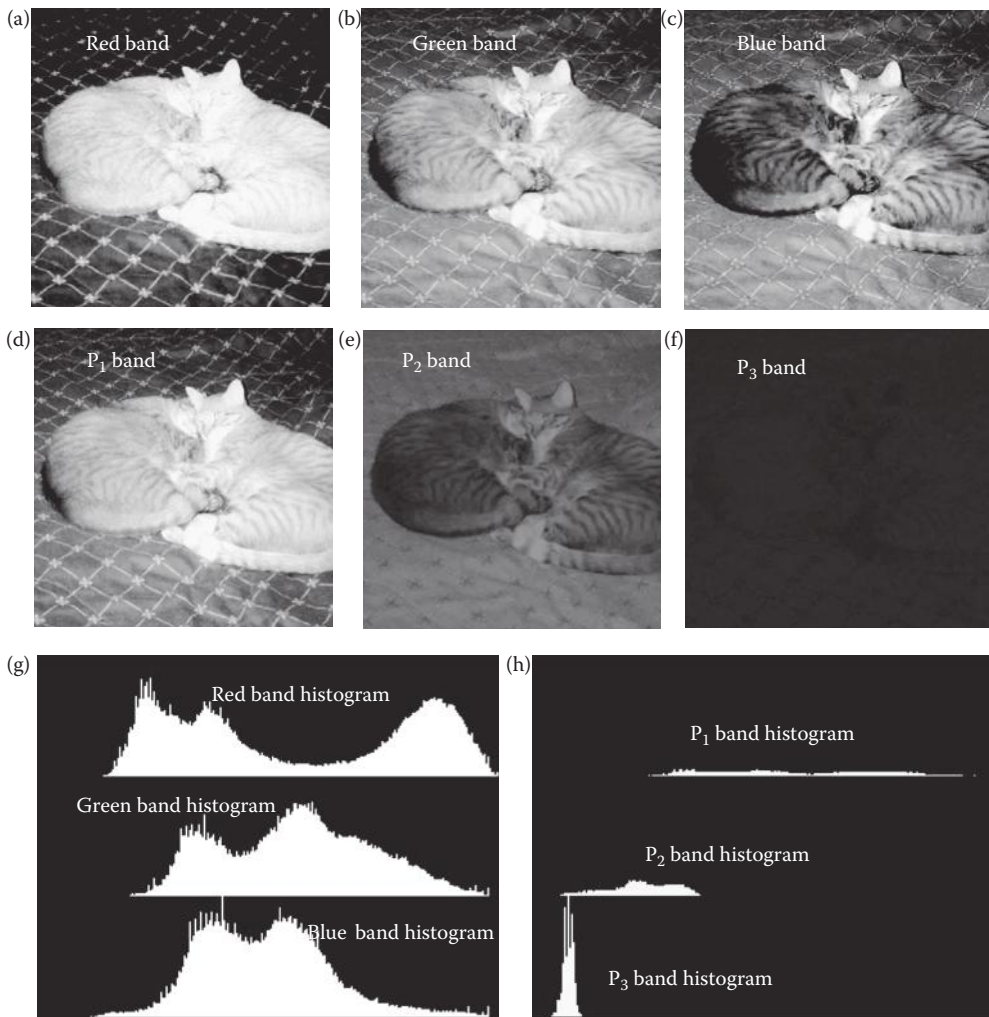 (a)
Red band
(b)
Green band
(c)
Blue band
(d)
P₁ band
(e)
P₂ band
(f)
P₃ band
(g)
Red band histogram
Green band histogram
Blue band histogram
(h)
P₁ band histogram
P₂ band histogram
P₃ band histogram